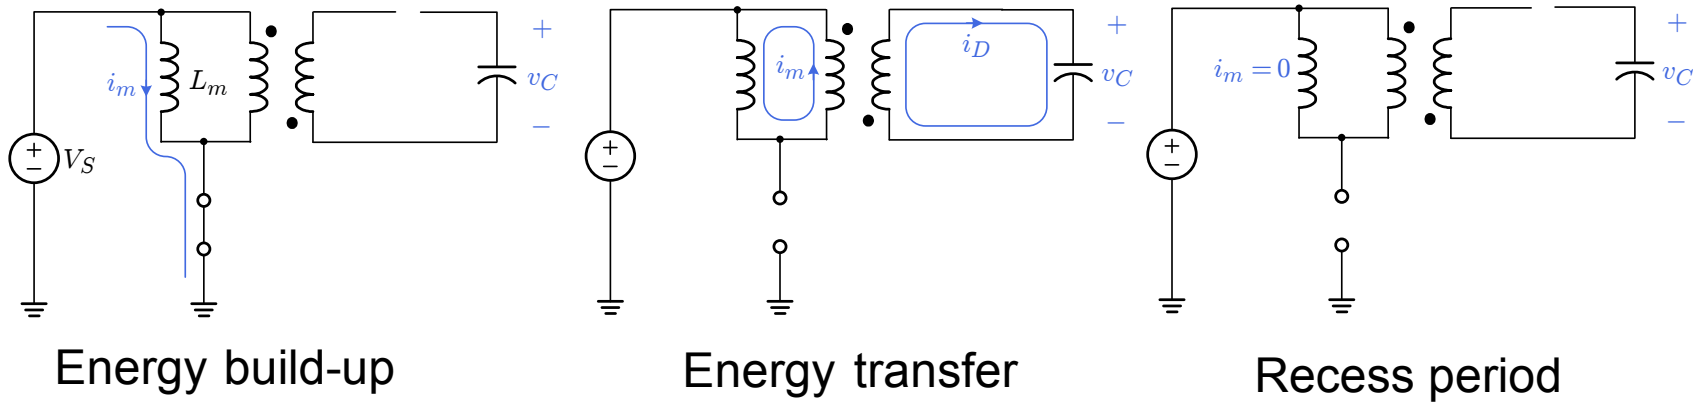 +
i_m
L_m
v_C
−
+
−
V_S
Energy build-up
+
i_D
i_m
v_C
−
+
−
Energy transfer
+
i_m = 0
v_C
−
+
−
Recess period